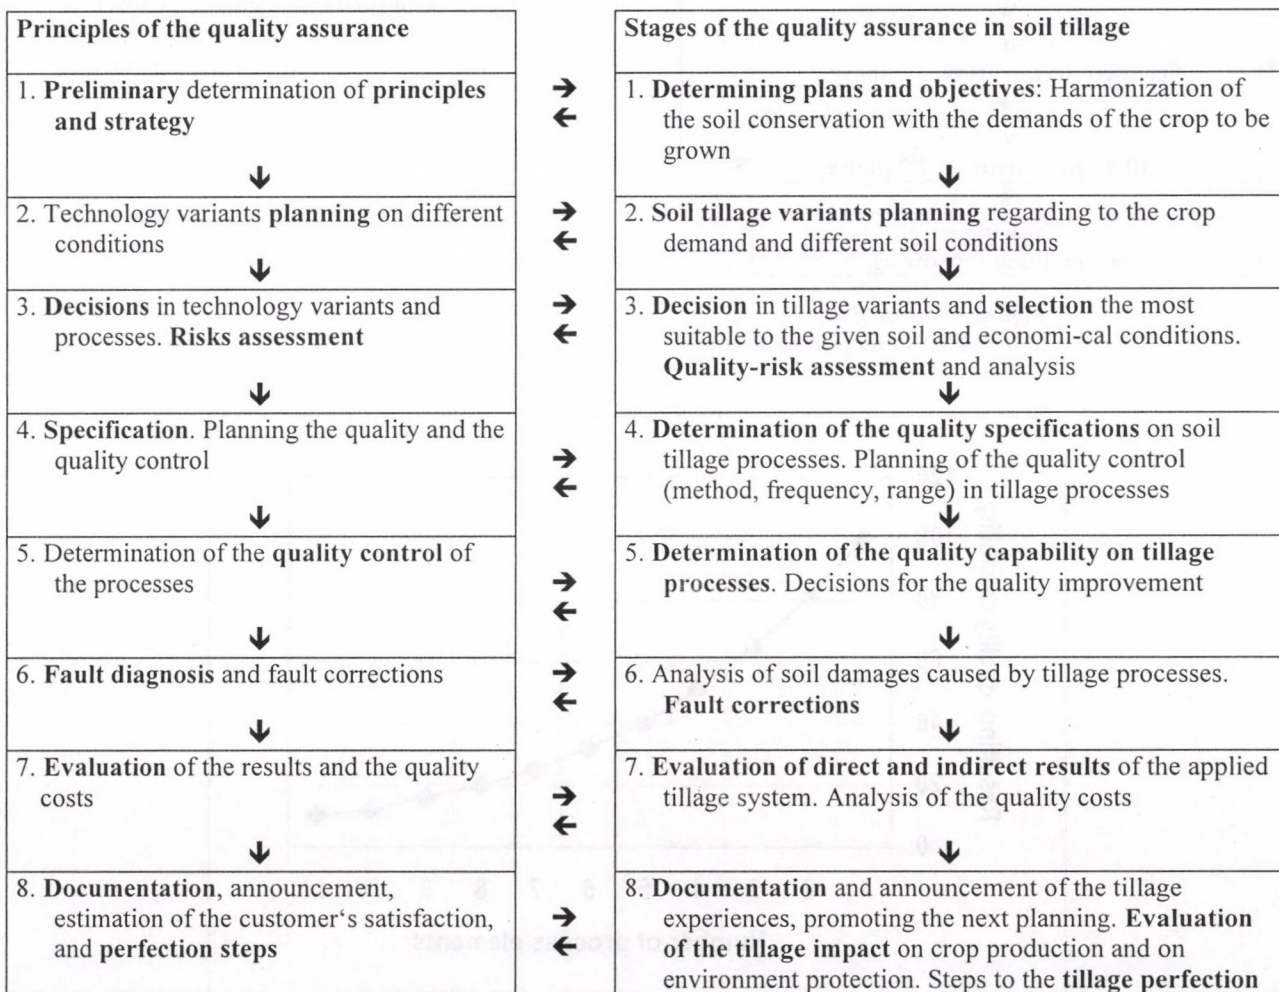 Principles of the quality assurance
1. Preliminary determination of principles
and strategy
2. Technology variants planning on different
conditions
3. Decisions in technology variants and
processes. Risks assessment
4. Specification. Planning the quality and the
quality control
5. Determination of the quality control of
the processes
6. Fault diagnosis and fault corrections
7. Evaluation of the results and the quality
costs
8. Documentation, announcement,
estimation of the customer‘s satisfaction,
and perfection steps
Stages of the quality assurance in soil tillage
1. Determining plans and objectives: Harmonization of
the soil conservation with the demands of the crop to be
grown
2. Soil tillage variants planning regarding to the crop
demand and different soil conditions
3. Decision in tillage variants and selection the most
suitable to the given soil and economi-cal conditions.
Quality-risk assessment and analysis
4. Determination of the quality specifications on soil
tillage processes. Planning of the quality control
(method, frequency, range) in tillage processes
5. Determination of the quality capability on tillage
processes. Decisions for the quality improvement
6. Analysis of soil damages caused by tillage processes.
Fault corrections
7. Evaluation of direct and indirect results of the applied
tillage system. Analysis of the quality costs
8. Documentation and announcement of the tillage
experiences, promoting the next planning. Evaluation
of the tillage impact on crop production and on
environment protection. Steps to the tillage perfection